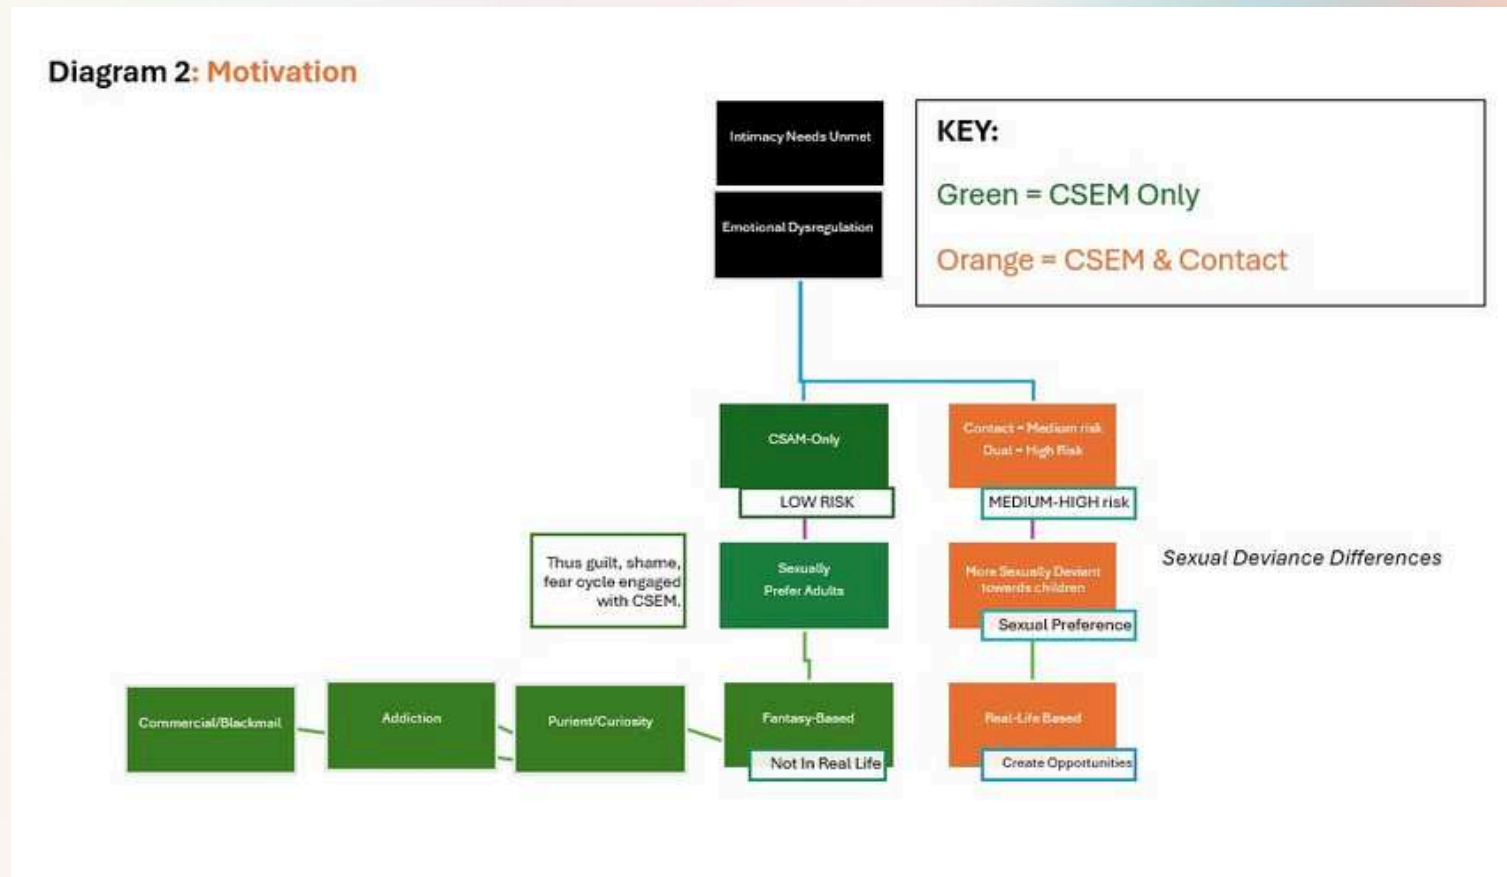 Diagram 2: Motivation
Intimacy Needs Unmet
Emotional Dysregulation
KEY:
Green = CSEM Only
Orange = CSEM & Contact
CSAM-Only
LOW RISK
Contact = Medium risk
Dual = High Risk
MEDIUM-HIGH risk
Thus guilt, shame,
fear cycle engaged
with CSEM.
Sexually
Prefer Adults
More Sexually Devient
towards children
Sexual Preference
Sexual Deviance Differences
Commercial/Blackmail
Addiction
Purient/Curiosity
Fantasy-Based
Not In Real Life
Real-Life Based
Create Opportunities